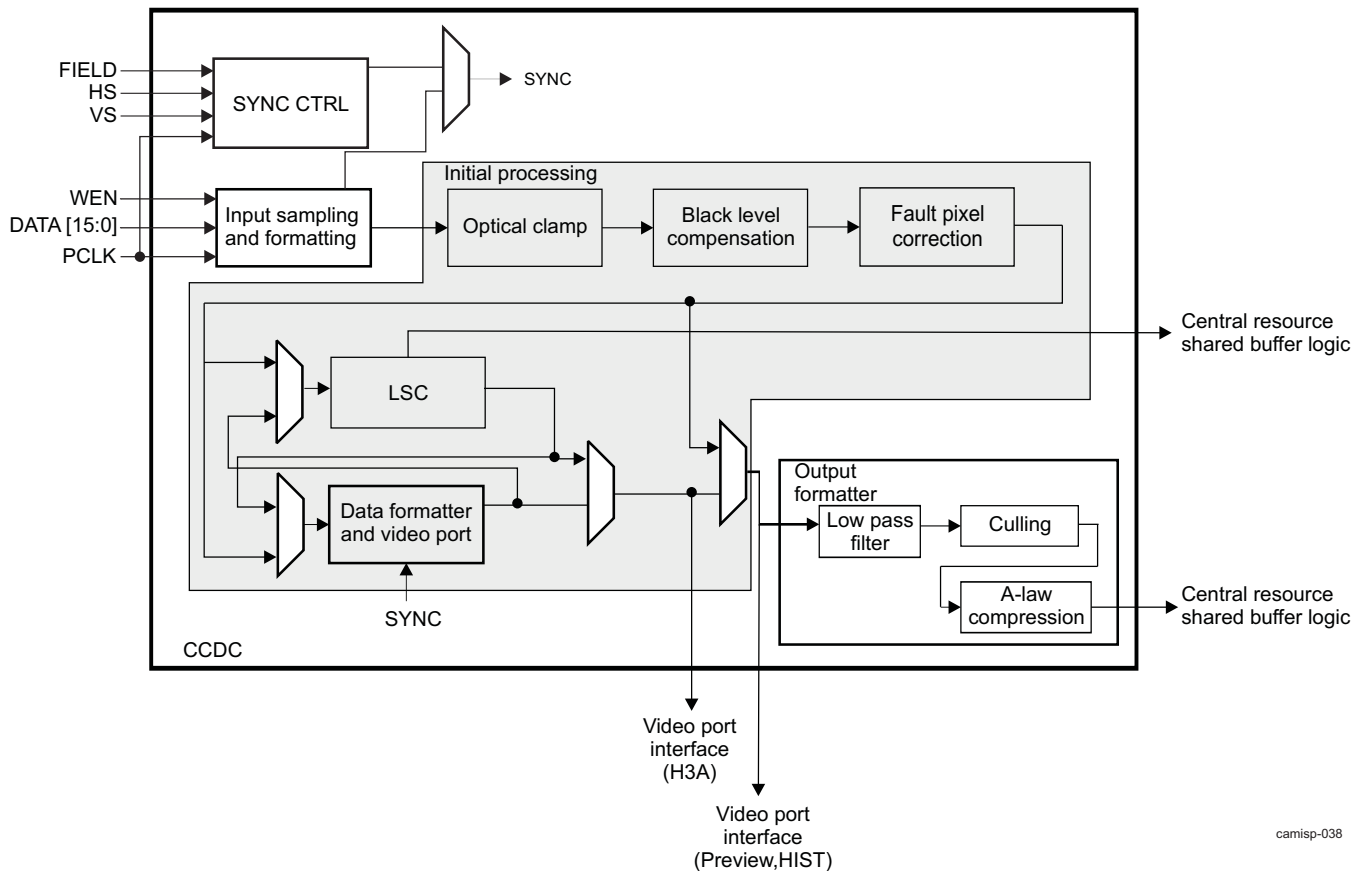 FIELD
HS
VS
SYNC CTRL
SYNC
WEN
DATA [15:0]
PCLK
Input sampling
and formatting
Initial processing
Optical clamp
Black level
compensation
Fault pixel
correction
Central resource
shared buffer logic
LSC
Data formatter
and video port
SYNC
Output
formatter
Low pass
filter
Culling
A-law
compression
Central resource
shared buffer logic
CCDC
Video port
interface
(H3A)
Video port
interface
(Preview,HIST)
camisp-038